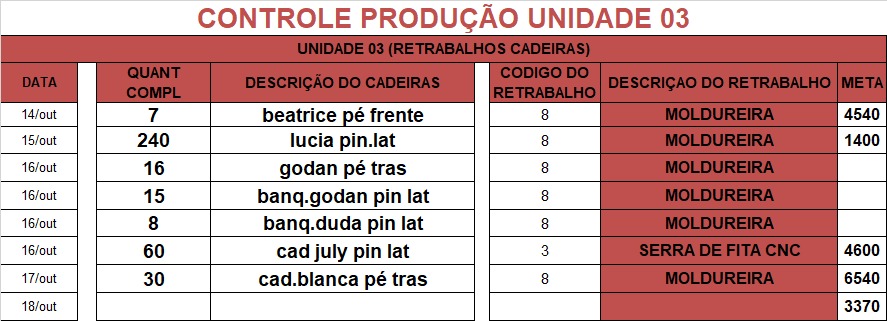 CONTROLE PRODUÇÃO UNIDADE 03
UNIDADE 03 (RETRABALHOS CADEIRAS)
DATA QUANT COMPL DESCRIÇÃO DO CADEIRAS CODIGO DO RETRABALHO DESCRIÇAO DO RETRABALHO META
14/out 7 beatrice pé frente 8 MOLDUREIRA 4540
15/out 240 lucia pin.lat 8 MOLDUREIRA 1400
16/out 16 godan pé tras 8 MOLDUREIRA
16/out 15 banq.godan pin lat 8 MOLDUREIRA
16/out 8 banq.duda pin lat 8 MOLDUREIRA
16/out 60 cad july pin lat 3 SERRA DE FITA CNC 4600
17/out 30 cad.blanca pé tras 8 MOLDUREIRA 6540
18/out 3370